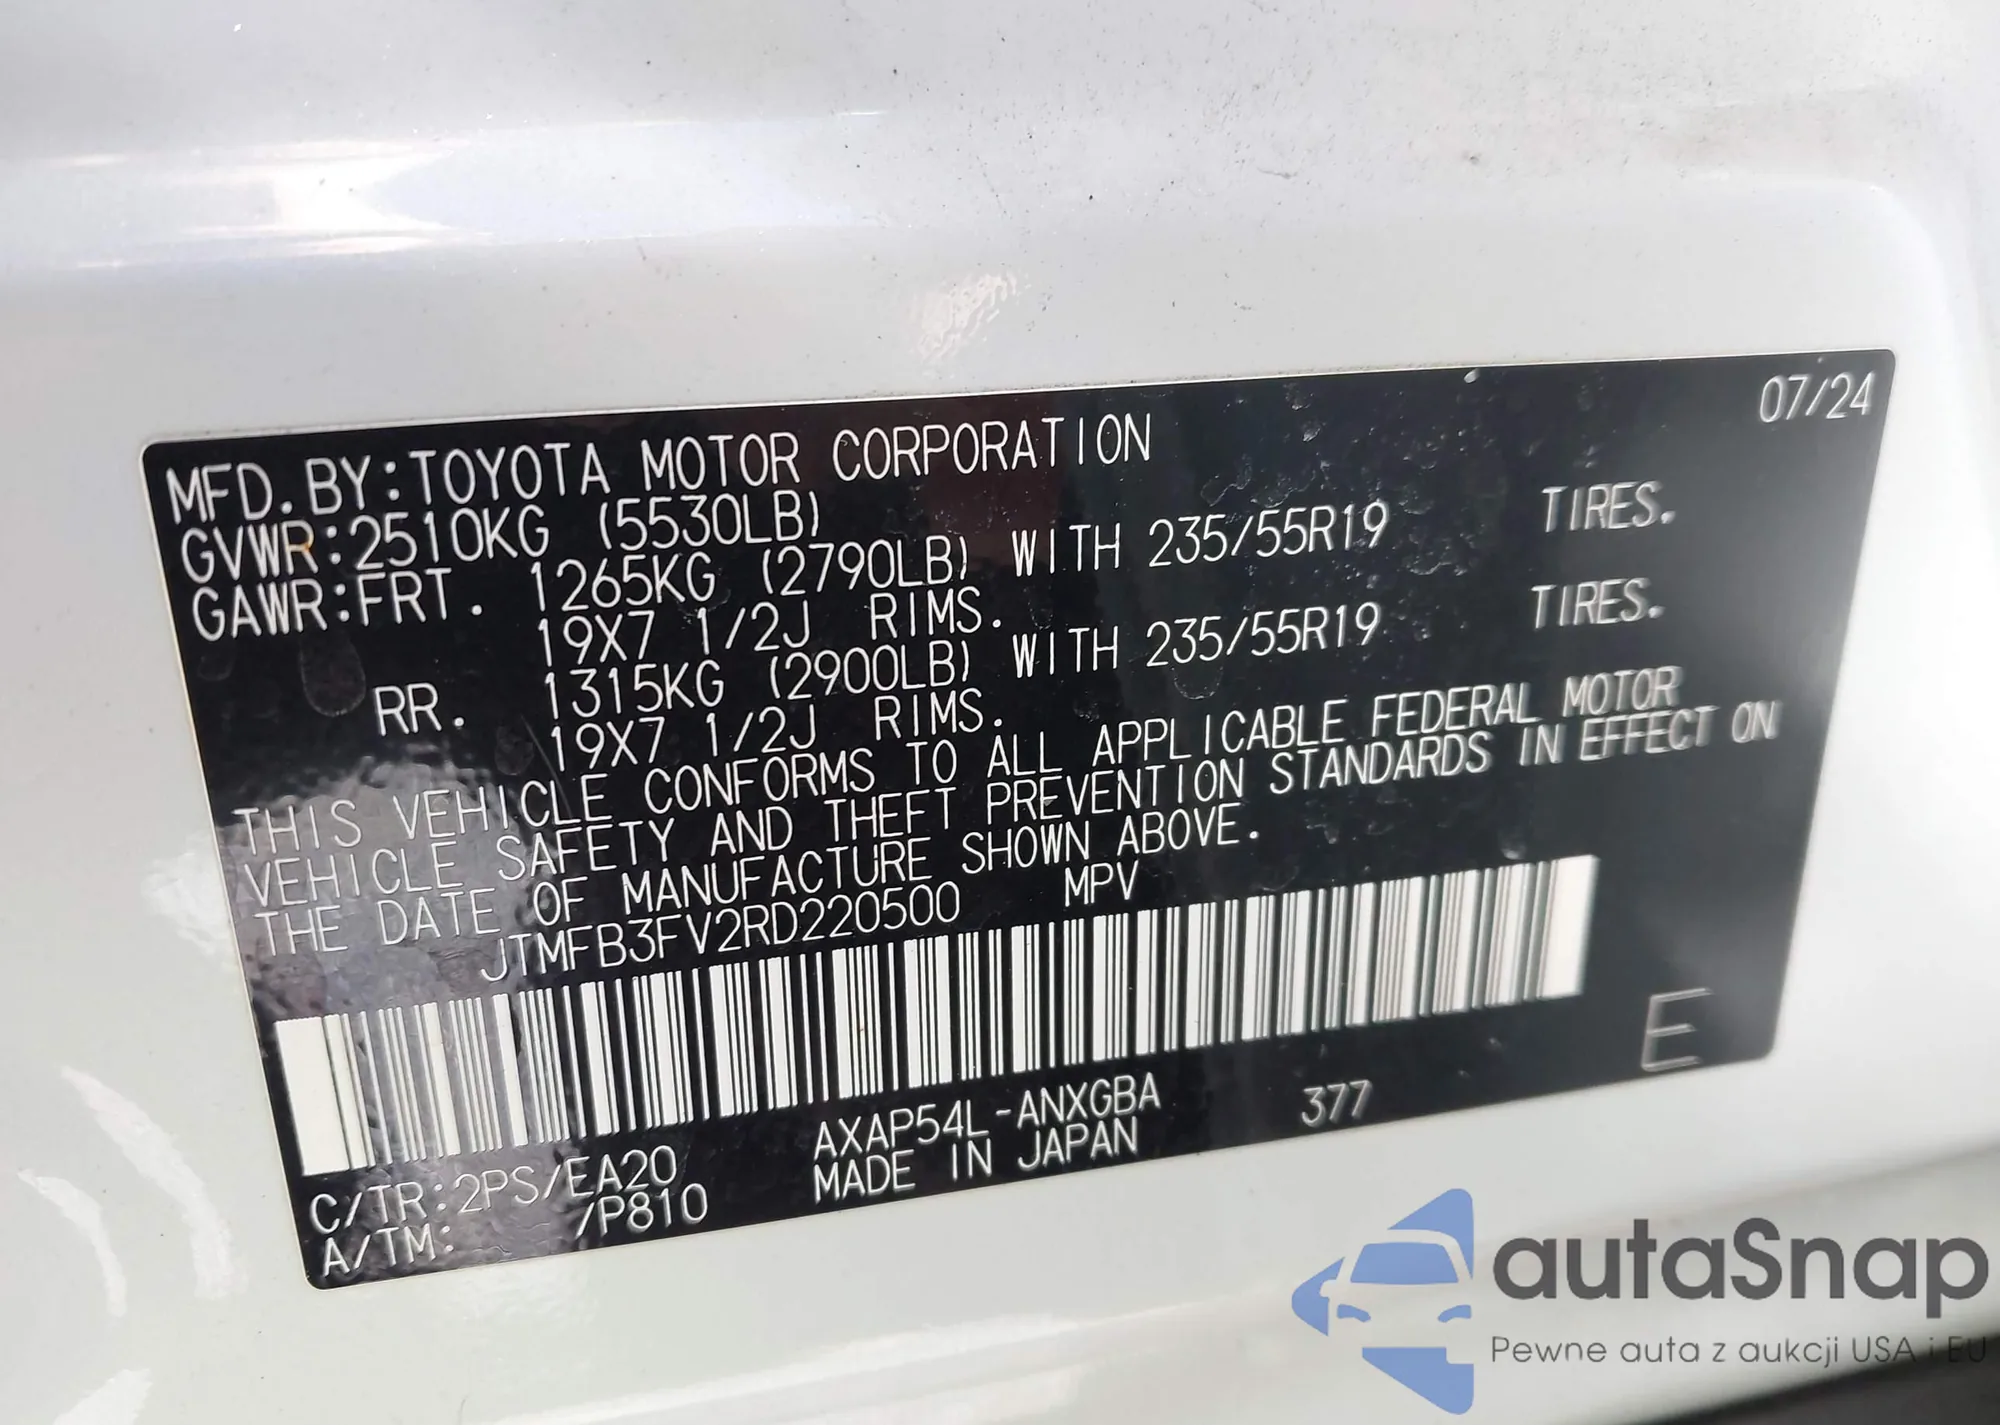 07/24
MFD. BY: TOYOTA MOTOR CORPORATION
GVWR: 2510KG (5530LB)
GAWR: FRT. 1265KG (2790LB) WITH 235/55R19 TIRES.
19X7 1/2J RIMS.
RR. 1315KG (2900LB) WITH 235/55R19 TIRES.
19X7 1/2J RIMS.
THIS VEHICLE CONFORMS TO ALL APPLICABLE FEDERAL MOTOR
VEHICLE SAFETY AND THEFT PREVENTION STANDARDS IN EFFECT ON
THE DATE OF MANUFACTURE SHOWN ABOVE.
JTMFB3FV2RD220500 MPV
E
C/TR: 2PS/EA20 AXAP54L-ANXGBA 377
A/TM: /P810 MADE IN JAPAN
autaSnap
Pewne auta z aukcji USA i EU